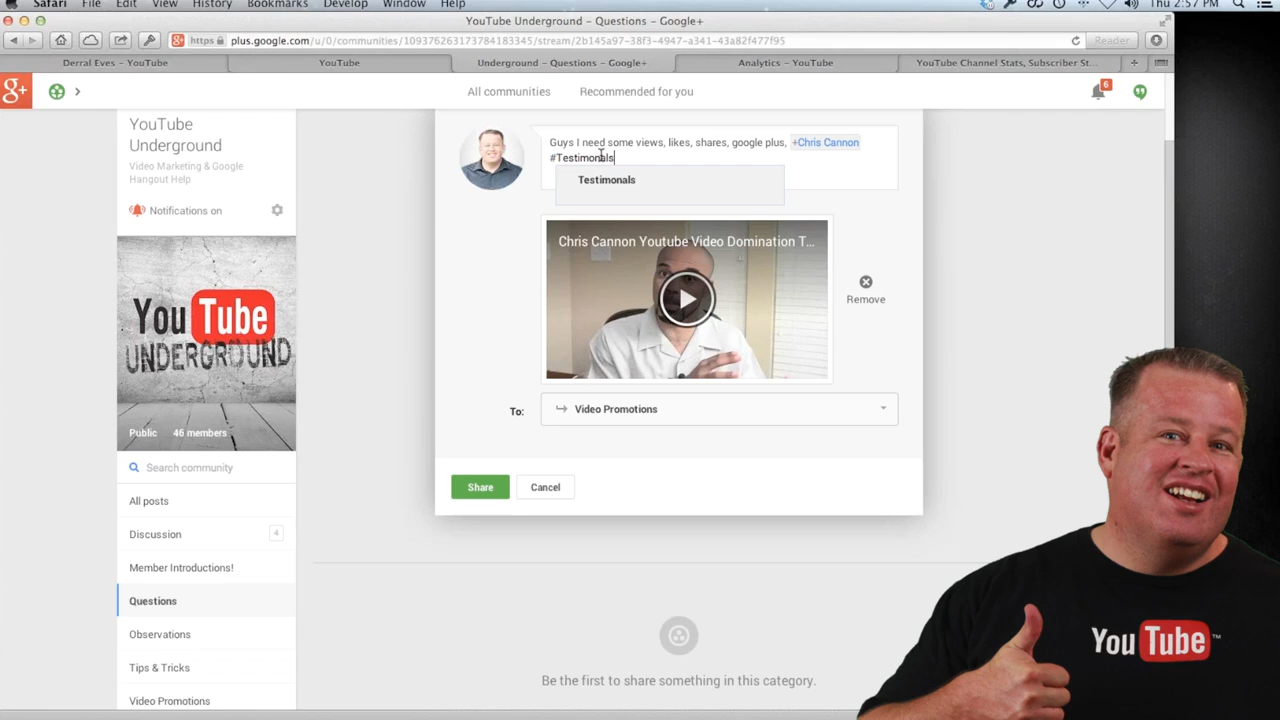 Safari File Edit View History Bookmarks Develop Window Help
Thu 2:57 PM
YouTube Underground – Questions – Google+
https plus.google.com/u/0/communities/109376263173784183345/stream/2b145a97-38f3-4947-a341-43a82f477f95
Reader
Derral Eves – YouTube
YouTube
Underground – Questions – Google+
Analytics – YouTube
YouTube Channel Stats, Subscriber St...
g+
All communities
Recommended for you
6
YouTube
Underground
Video Marketing & Google
Hangout Help
Notifications on
YouTube
UNDERGROUND
Public 46 members
Search community
All posts
Discussion 4
Member Introductions!
Questions
Observations
Tips & Tricks
Video Promotions
Guys I need some views, likes, shares, google plus, +Chris Cannon
#Testimonals
Testimonals
Chris Cannon Youtube Video Domination T...
Remove
To: Video Promotions
Share Cancel
Be the first to share something in this category.
YouTube™